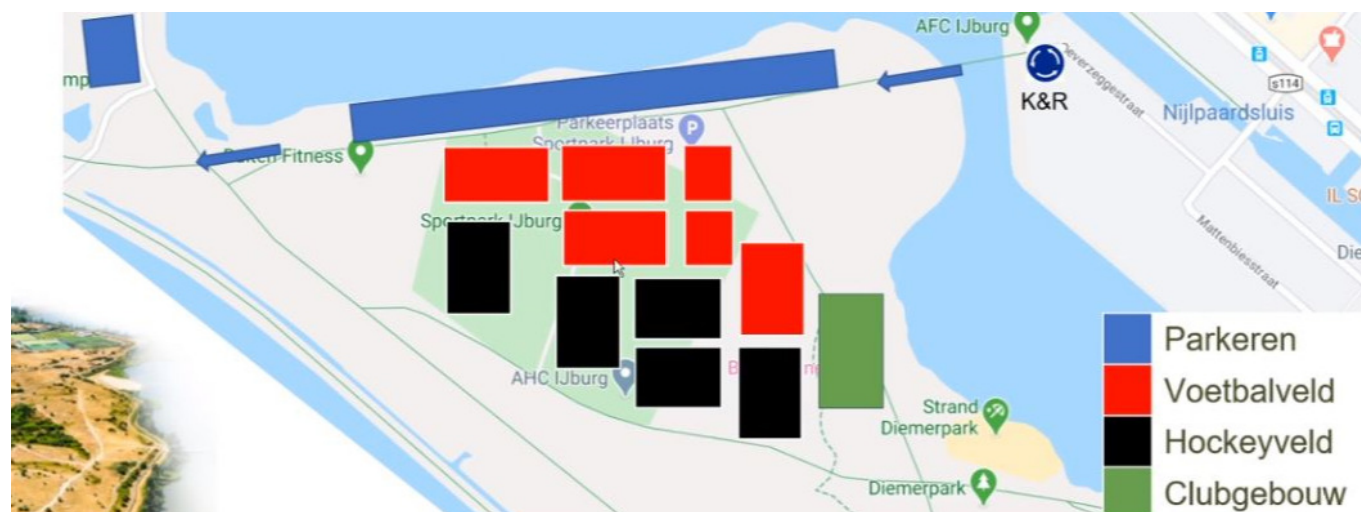 AFC IJburg
K&R
Oeverzeggestraat
s114
Nijlpaardsluis
Parkeerplaats
Sportpark IJburg
Fitness
Sportpark IJburg
Mattenbiesstraat
AHC IJburg
Strand
Diemerpark
Diemerpark
Parkeren
Voetbalveld
Hockeyveld
Clubgebouw